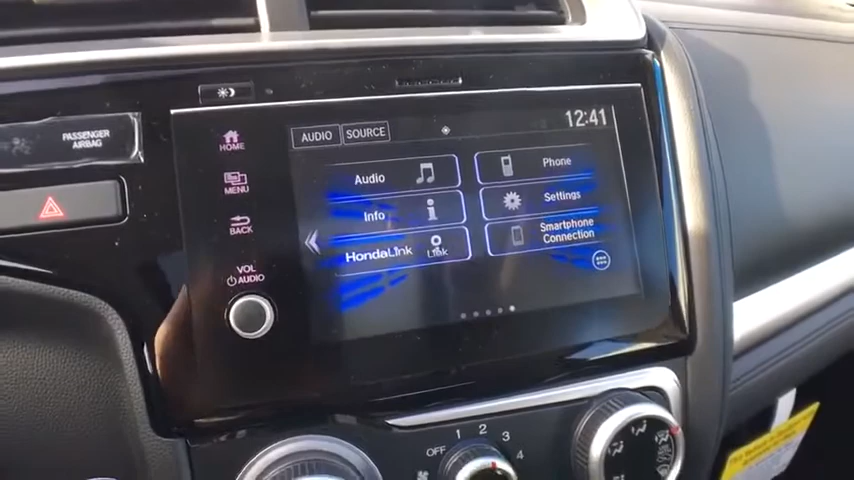 PASSENGER
AIRBAG
HOME
MENU
BACK
VOL
AUDIO
AUDIO
SOURCE
12:41
Audio
Phone
Info
Settings
HondaLink
Link
Smartphone
Connection
OFF
1
2
3
4